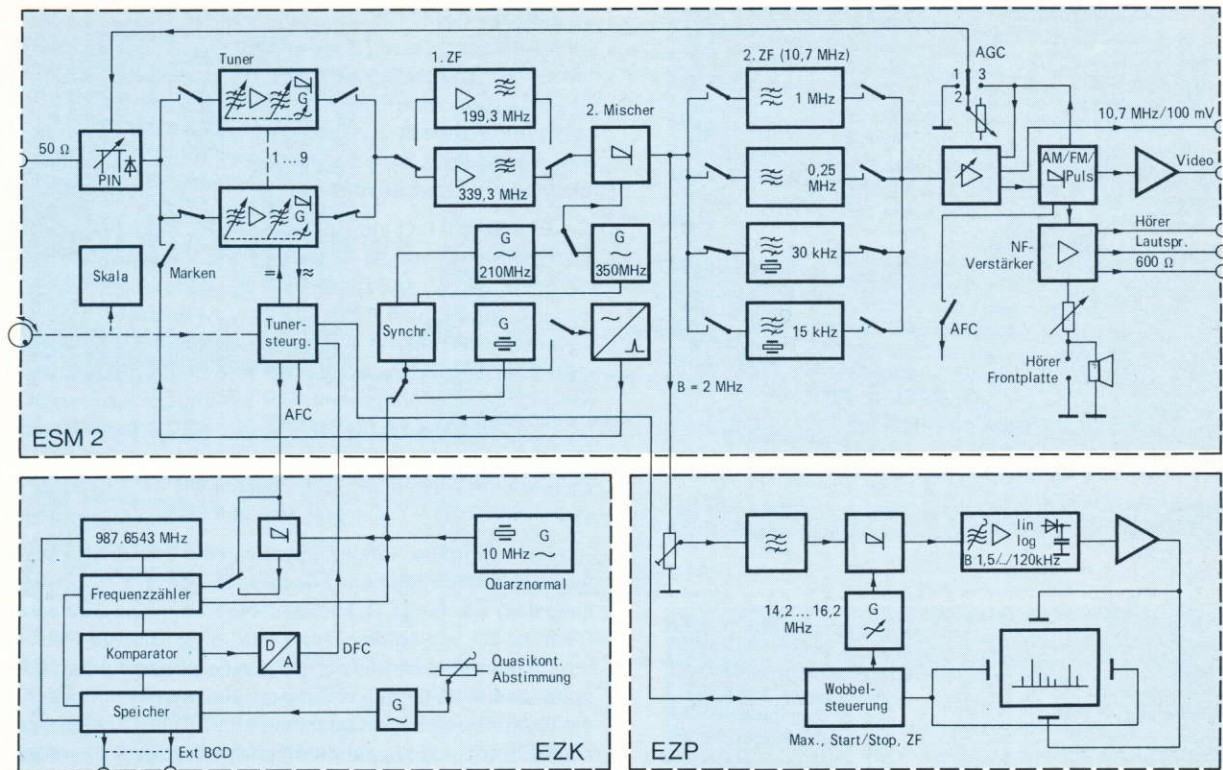 Tuner
1. ZF
2. ZF (10,7 MHz)
AGC
1 3
2
199,3 MHz
1 MHz
2. Mischer
10,7 MHz/100 mV
50 Ω
PIN
G
1 ... 9
339,3 MHz
0,25
MHz
AM/FM/
Puls
Video
G
Hörer
Lautspr.
600 Ω
NF-
Verstärker
Skala
Marken
G
210MHz
G
350MHz
30 kHz
Tuner-
steurg.
Synchr.
G
15 kHz
AFC
Hörer
Frontplatte
AFC
B = 2 MHz
ESM 2
987.6543 MHz
10 MHz
G
Quarznormal
Frequenzzähler
lin
log
B 1,5/../120kHz
14,2 ... 16,2
MHz
G
Komparator
D
A
DFC
Quasikont.
Abstimmung
Speicher
G
Wobbel-
steuerung
Ext BCD
EZK
EZP
Max., Start/Stop, ZF